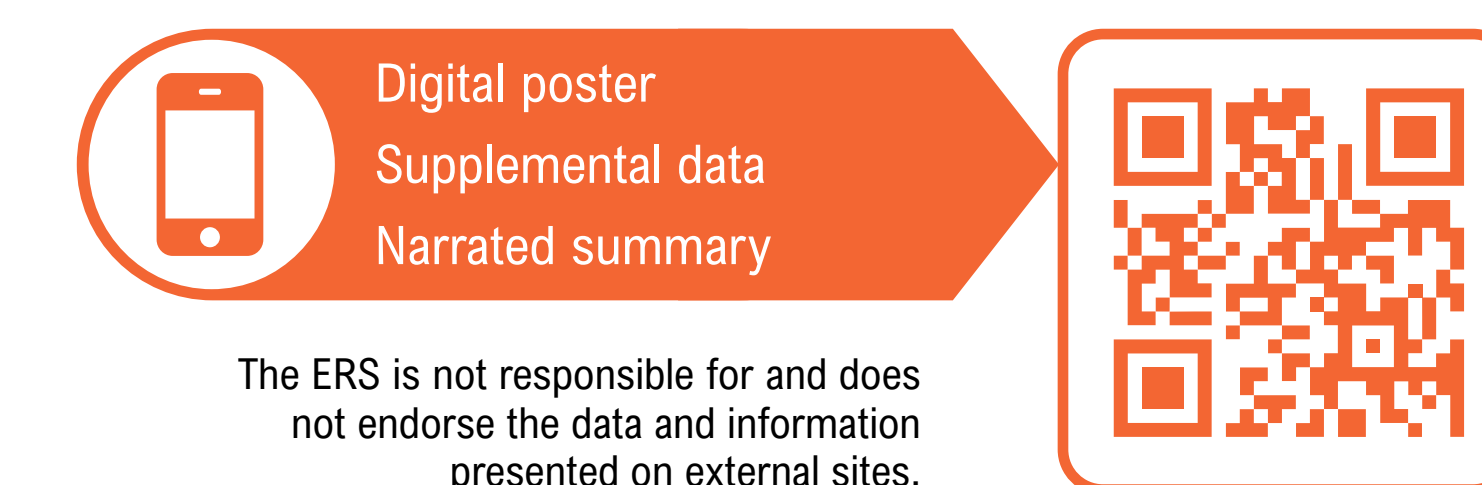 Digital poster
Supplemental data
Narrated summary
The ERS is not responsible for and does
not endorse the data and information
presented on external sites.